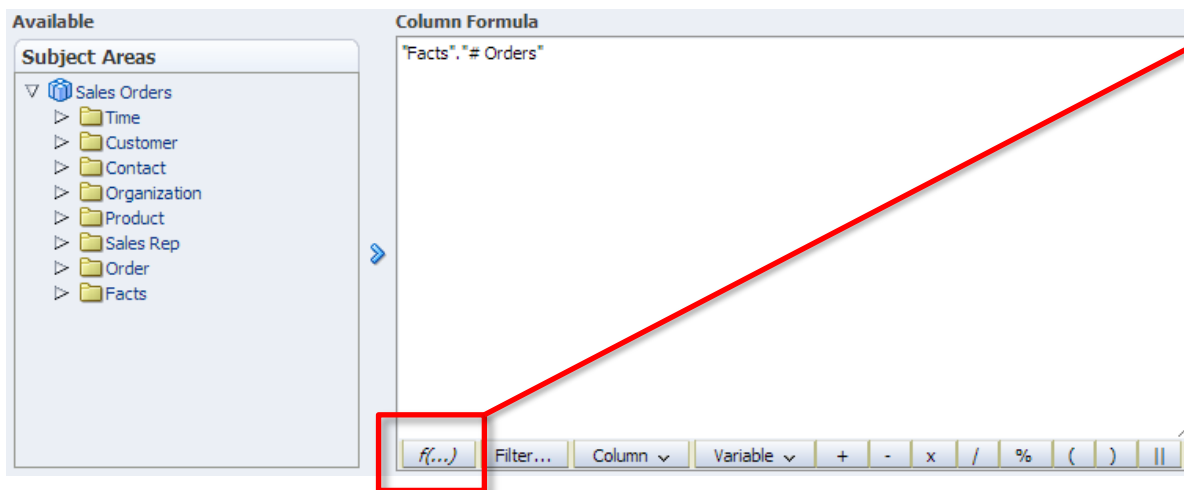 Available
Subject Areas
Sales Orders
Time
Customer
Contact
Organization
Product
Sales Rep
Order
Facts
Column Formula
"Facts"."# Orders"
f(...) Filter... Column Variable + - x / % ( ) ||